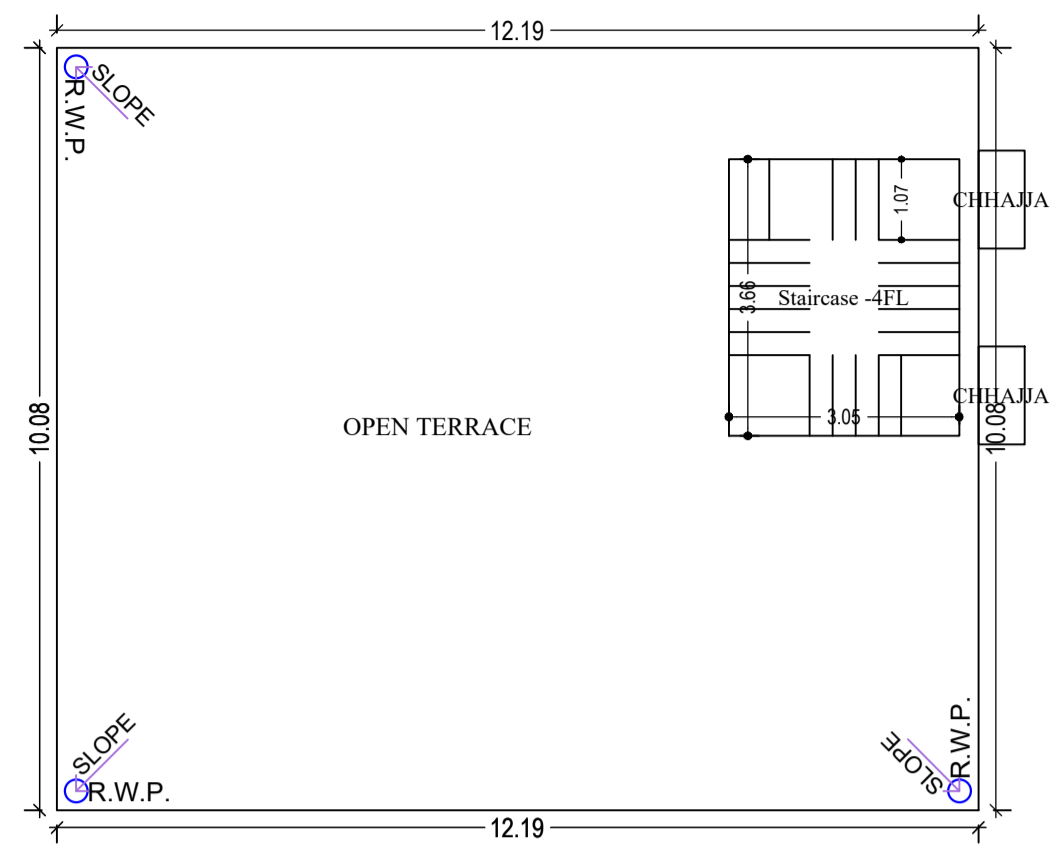 12.19
SLOPE
R.W.P.
1.07
CHHAJJA
3.66
Staircase -4FL
CHHAJJA
3.05
10.08
OPEN TERRACE
10.08
SLOPE
R.W.P.
SLOPE
R.W.P.
12.19